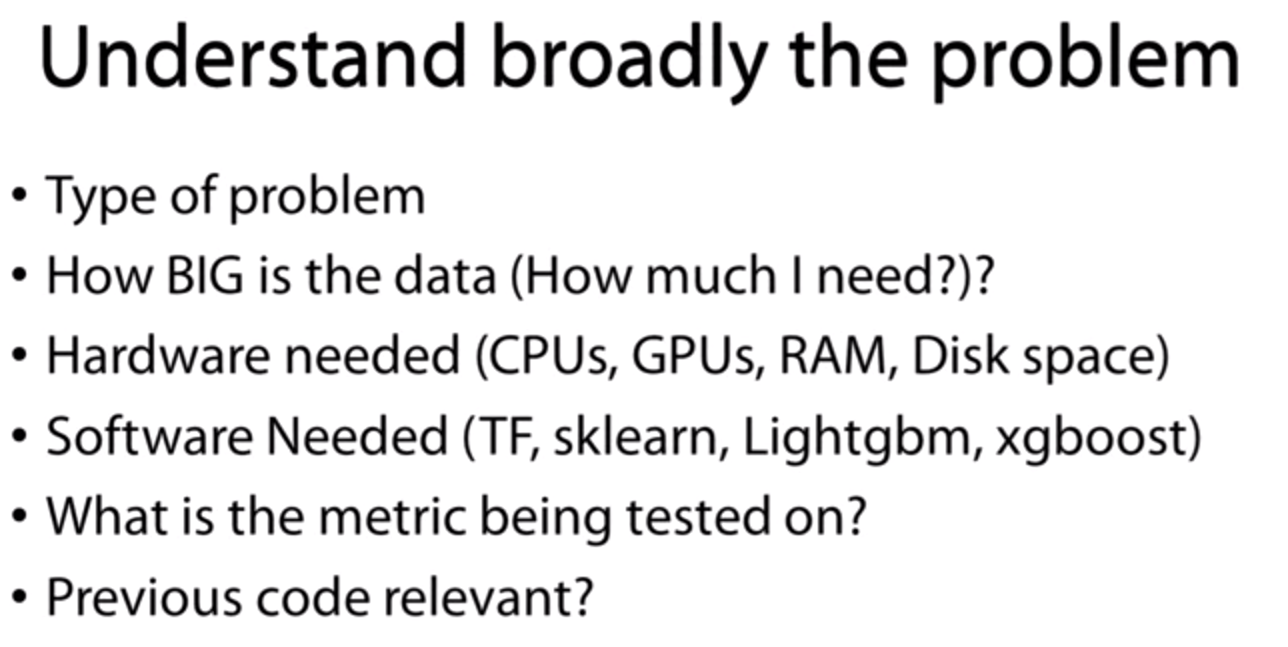 Understand broadly the problem
• Type of problem
• How BIG is the data (How much I need?)?
• Hardware needed (CPUs, GPUs, RAM, Disk space)
• Software Needed (TF, sklearn, Lightgbm, xgboost)
• What is the metric being tested on?
• Previous code relevant?